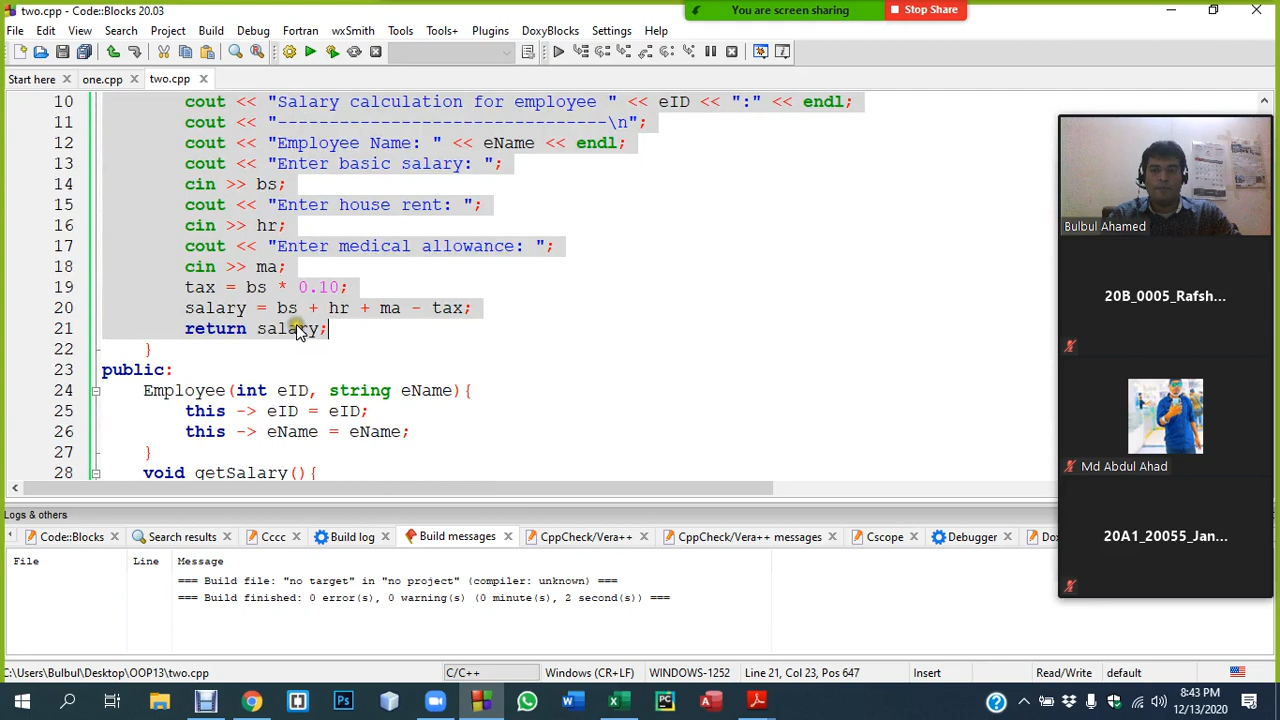 two.cpp - Code::Blocks 20.03
You are screen sharing
Stop Share
File Edit View Search Project Build Debug Fortran wxSmith Tools Tools+ Plugins DoxyBlocks Settings Help
Start here one.cpp two.cpp
10 cout << "Salary calculation for employee " << eID << ":" << endl;
11 cout << "--------------------------------\n";
12 cout << "Employee Name: " << eName << endl;
13 cout << "Enter basic salary: ";
14 cin >> bs;
15 cout << "Enter house rent: ";
16 cin >> hr;
17 cout << "Enter medical allowance: ";
18 cin >> ma;
19 tax = bs * 0.10;
20 salary = bs + hr + ma - tax;
21 return salary;
22 }
23 public:
24 Employee(int eID, string eName){
25 this -> eID = eID;
26 this -> eName = eName;
27 }
28 void getSalary(){
Bulbul Ahamed
20B_0005_Rafsh...
Md Abdul Ahad
20A1_20055_Jan...
Logs & others
Code::Blocks Search results Cccc Build log Build messages CppCheck/Vera++ CppCheck/Vera++ messages Cscope Debugger Do
File Line Message
=== Build file: "no target" in "no project" (compiler: unknown) ===
=== Build finished: 0 error(s), 0 warning(s) (0 minute(s), 2 second(s)) ===
C:\Users\Bulbul\Desktop\OOP13\two.cpp C/C++ Windows (CR+LF) WINDOWS-1252 Line 21, Col 23, Pos 647 Insert Read/Write default
8:43 PM
12/13/2020